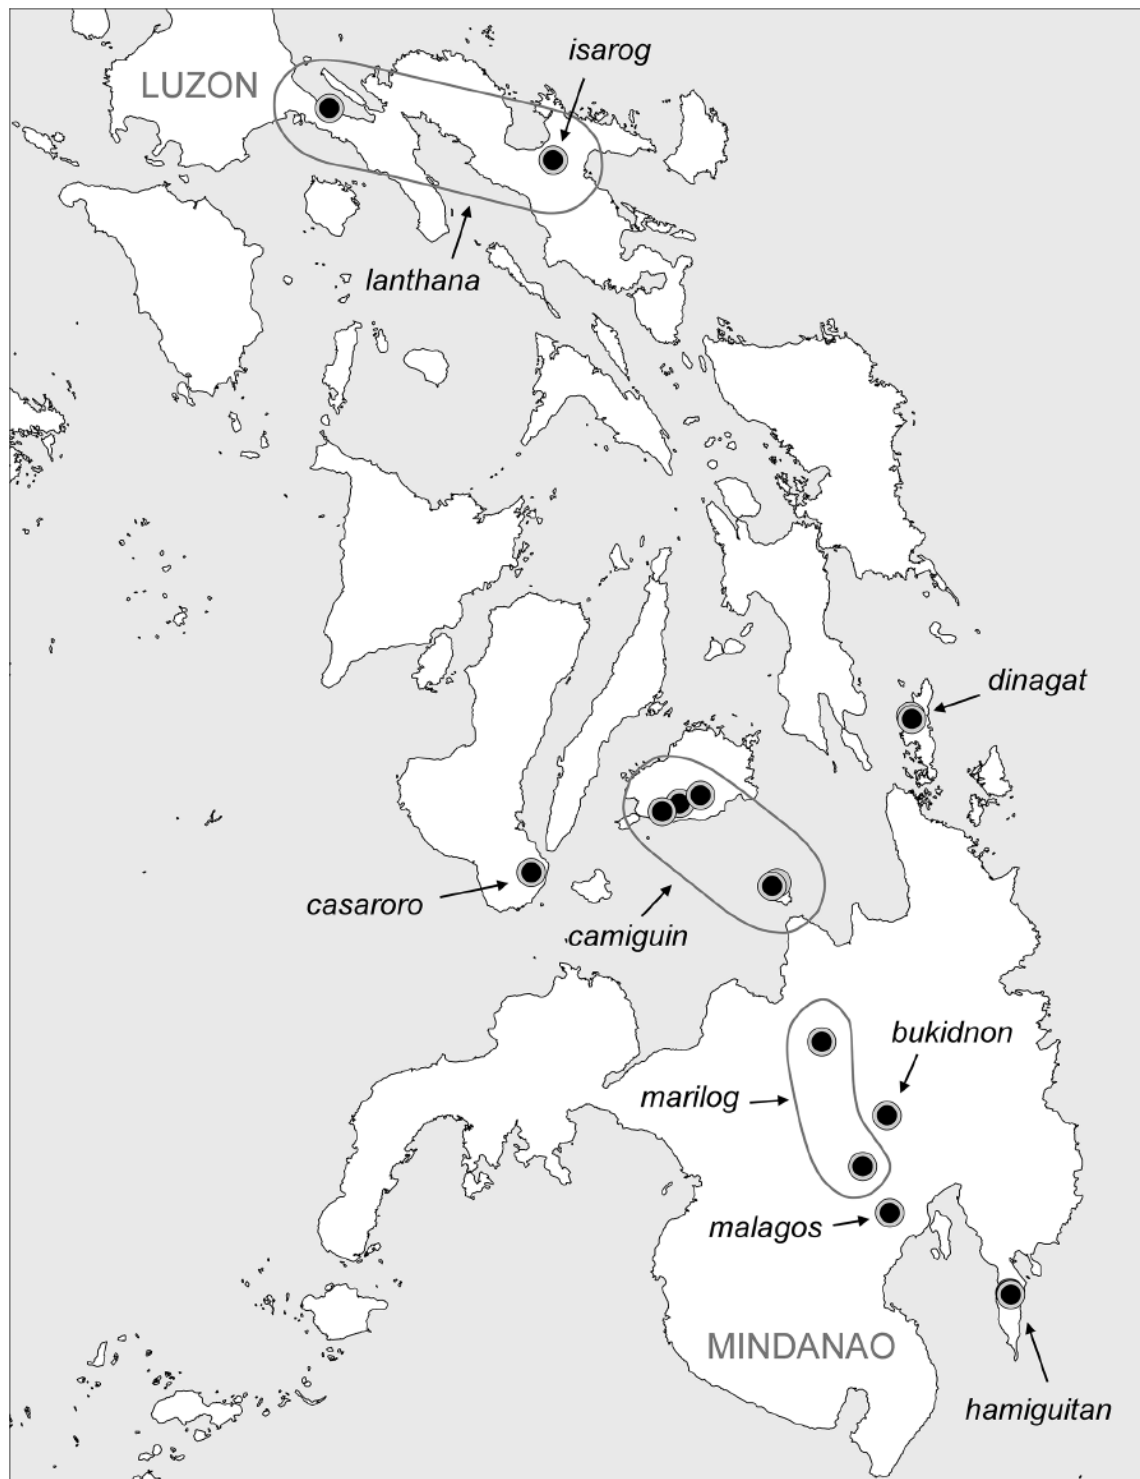 isarog
LUZON
lanthana
dinagat
casaroro
camiguin
bukidnon
marilog
malagos
MINDANAO
hamiguitan